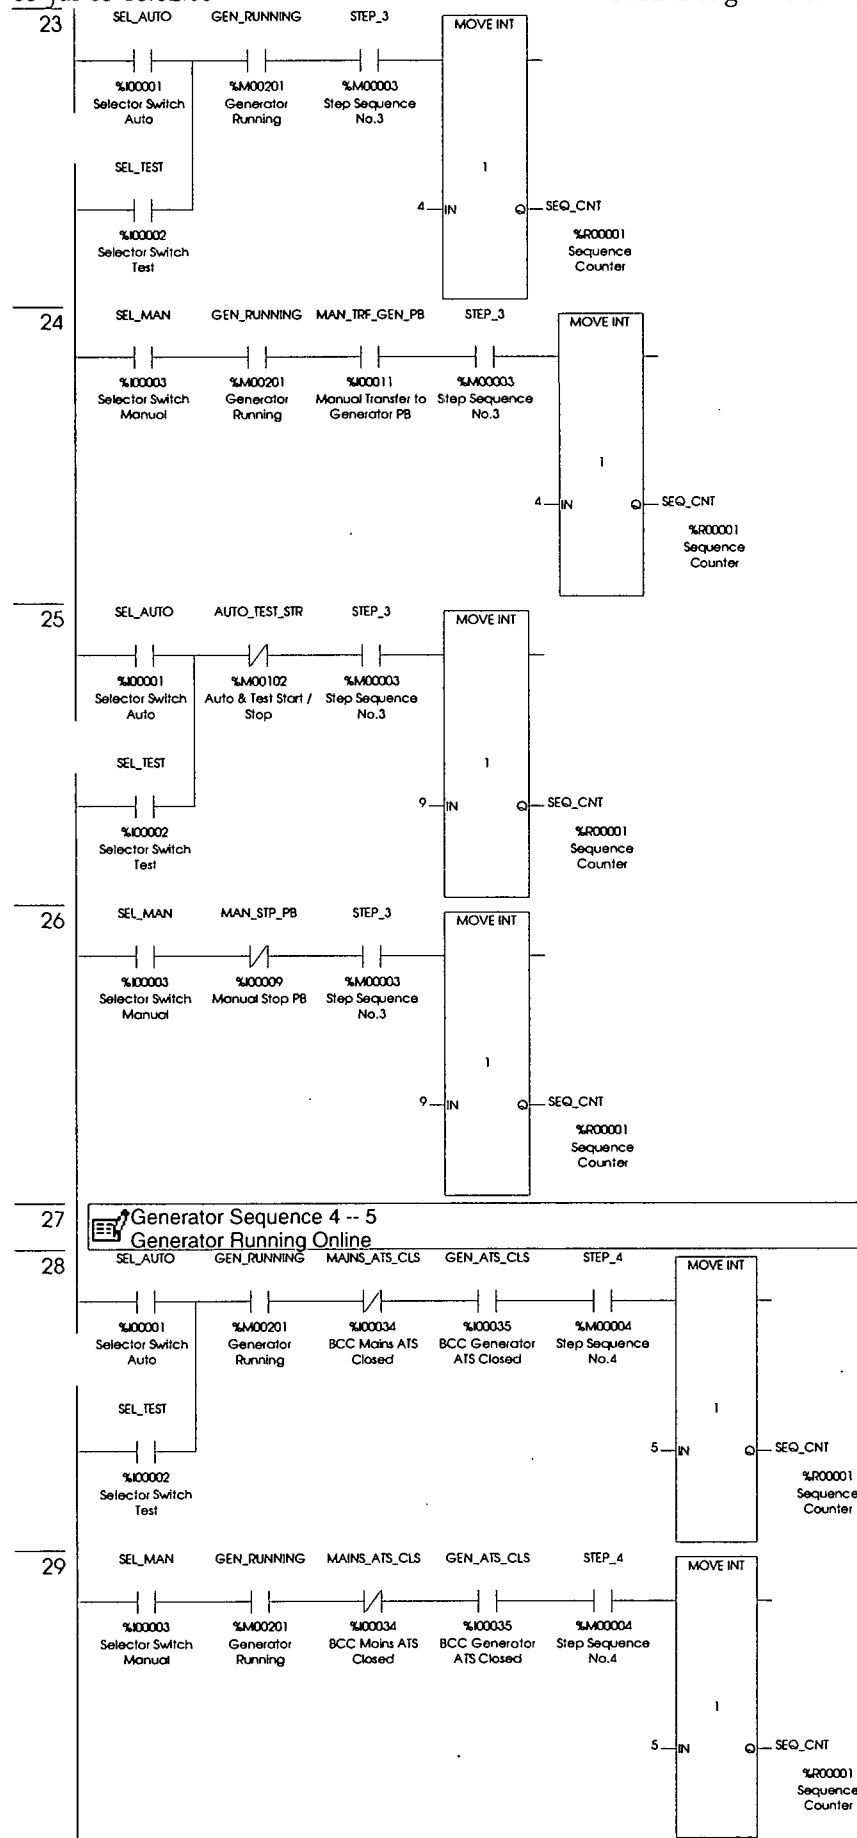 23 SEL_AUTO GEN_RUNNING STEP_3 MOVE INT
%I00001 %M00201 %M00003
Selector Switch Generator Step Sequence
Auto Running No.3
SEL_TEST 1
4 IN Q SEQ_CNT
%I00002 %R00001
Selector Switch Sequence
Test Counter
24 SEL_MAN GEN_RUNNING MAN_TRF_GEN_PB STEP_3 MOVE INT
%I00003 %M00201 %I00011 %M00003
Selector Switch Generator Manual Transfer to Step Sequence
Manual Running Generator PB No.3
1
4 IN Q SEQ_CNT
%R00001
Sequence
Counter
25 SEL_AUTO AUTO_TEST_STR STEP_3 MOVE INT
%I00001 %M00102 %M00003
Selector Switch Auto & Test Start / Step Sequence
Auto Stop No.3
SEL_TEST 1
9 IN Q SEQ_CNT
%I00002 %R00001
Selector Switch Sequence
Test Counter
26 SEL_MAN MAN_STP_PB STEP_3 MOVE INT
%I00003 %I00009 %M00003
Selector Switch Manual Stop PB Step Sequence
Manual No.3
1
9 IN Q SEQ_CNT
%R00001
Sequence
Counter
27 Generator Sequence 4 -- 5
Generator Running Online
28 SEL_AUTO GEN_RUNNING MAINS_ATS_CLS GEN_ATS_CLS STEP_4 MOVE INT
%I00001 %M00201 %I00034 %I00035 %M00004
Selector Switch Generator BCC Mains ATS BCC Generator Step Sequence
Auto Running Closed ATS Closed No.4
SEL_TEST 1
5 IN Q SEQ_CNT
%I00002 %R00001
Selector Switch Sequence
Test Counter
29 SEL_MAN GEN_RUNNING MAINS_ATS_CLS GEN_ATS_CLS STEP_4 MOVE INT
%I00003 %M00201 %I00034 %I00035 %M00004
Selector Switch Generator BCC Mains ATS BCC Generator Step Sequence
Manual Running Closed ATS Closed No.4
1
5 IN Q SEQ_CNT
%R00001
Sequence
Counter